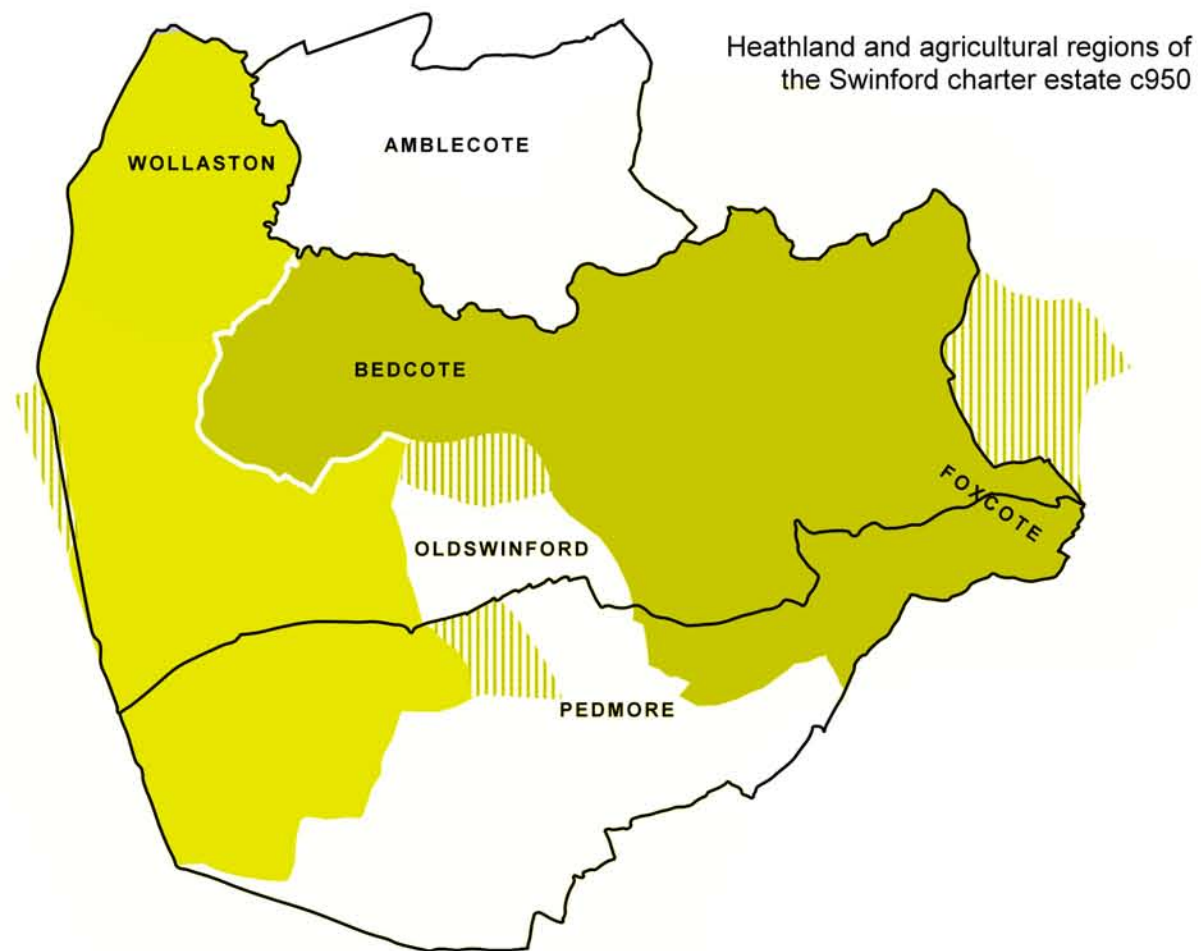 Heathland and agricultural regions of
the Swinford charter estate c950
AMBLECOTE
WOLLASTON
BEDCOTE
FOXCOTE
OLDSWINFORD
PEDMORE